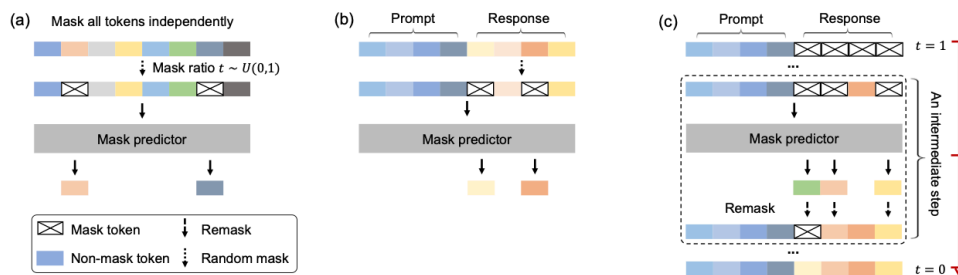 (a) Mask all tokens independently
Mask ratio t ~ U(0,1)
Mask predictor
Mask token
Remask
Non-mask token
Random mask
(b)
Prompt
Response
Mask predictor
(c)
Prompt
Response
t = 1
...
Mask predictor
An intermediate step
Remask
...
t = 0